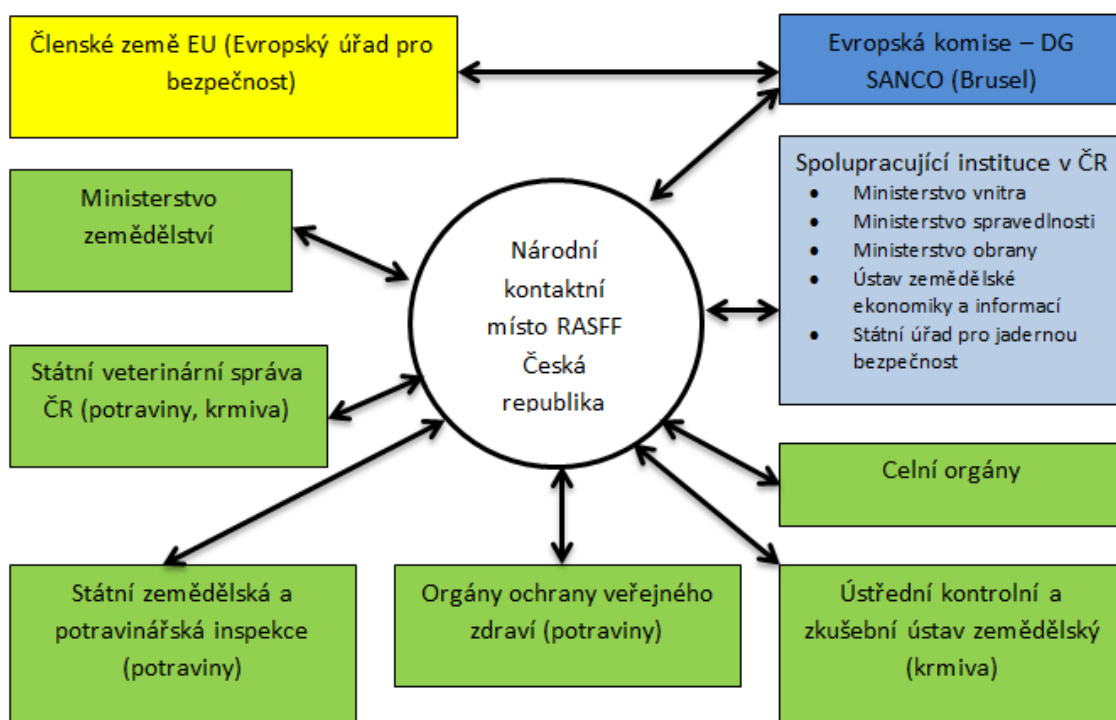 Členské země EU (Evropský úřad pro
bezpečnost)
Evropská komise – DG
SANCO (Brusel)
Ministerstvo
zemědělství
Spolupracující instituce v ČR
• Ministerstvo vnitra
• Ministerstvo spravedlnosti
• Ministerstvo obrany
• Ústav zemědělské
ekonomiky a informací
• Státní úřad pro jadernou
bezpečnost
Národní
kontaktní
místo RASFF
Česká
republika
Státní veterinární správa
ČR (potraviny, krmiva)
Celní orgány
Státní zemědělská a
potravinářská inspekce
(potraviny)
Orgány ochrany veřejného
zdraví (potraviny)
Ústřední kontrolní a
zkušební ústav zemědělský
(krmiva)